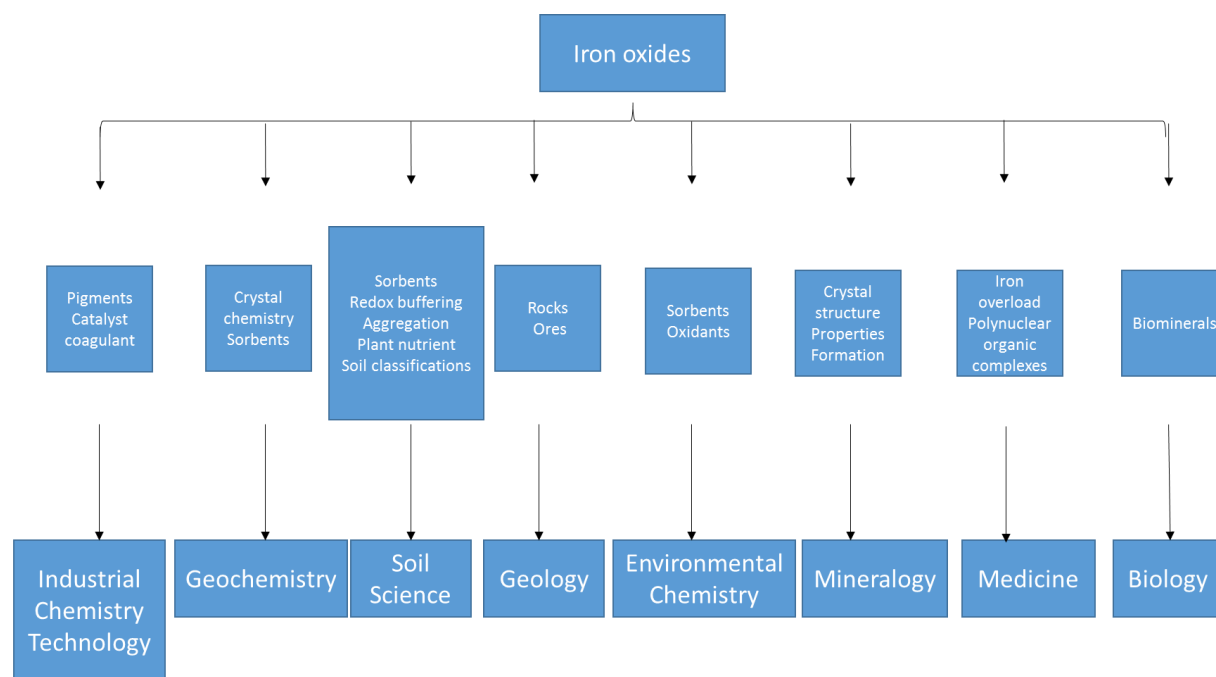 Iron oxides
Pigments
Catalyst
coagulant
Crystal
chemistry
Sorbents
Sorbents
Redox buffering
Aggregation
Plant nutrient
Soil classifications
Rocks
Ores
Sorbents
Oxidants
Crystal
structure
Properties
Formation
Iron
overload
Polynuclear
organic
complexes
Biominerals
Industrial
Chemistry
Technology
Geochemistry
Soil
Science
Geology
Environmental
Chemistry
Mineralogy
Medicine
Biology